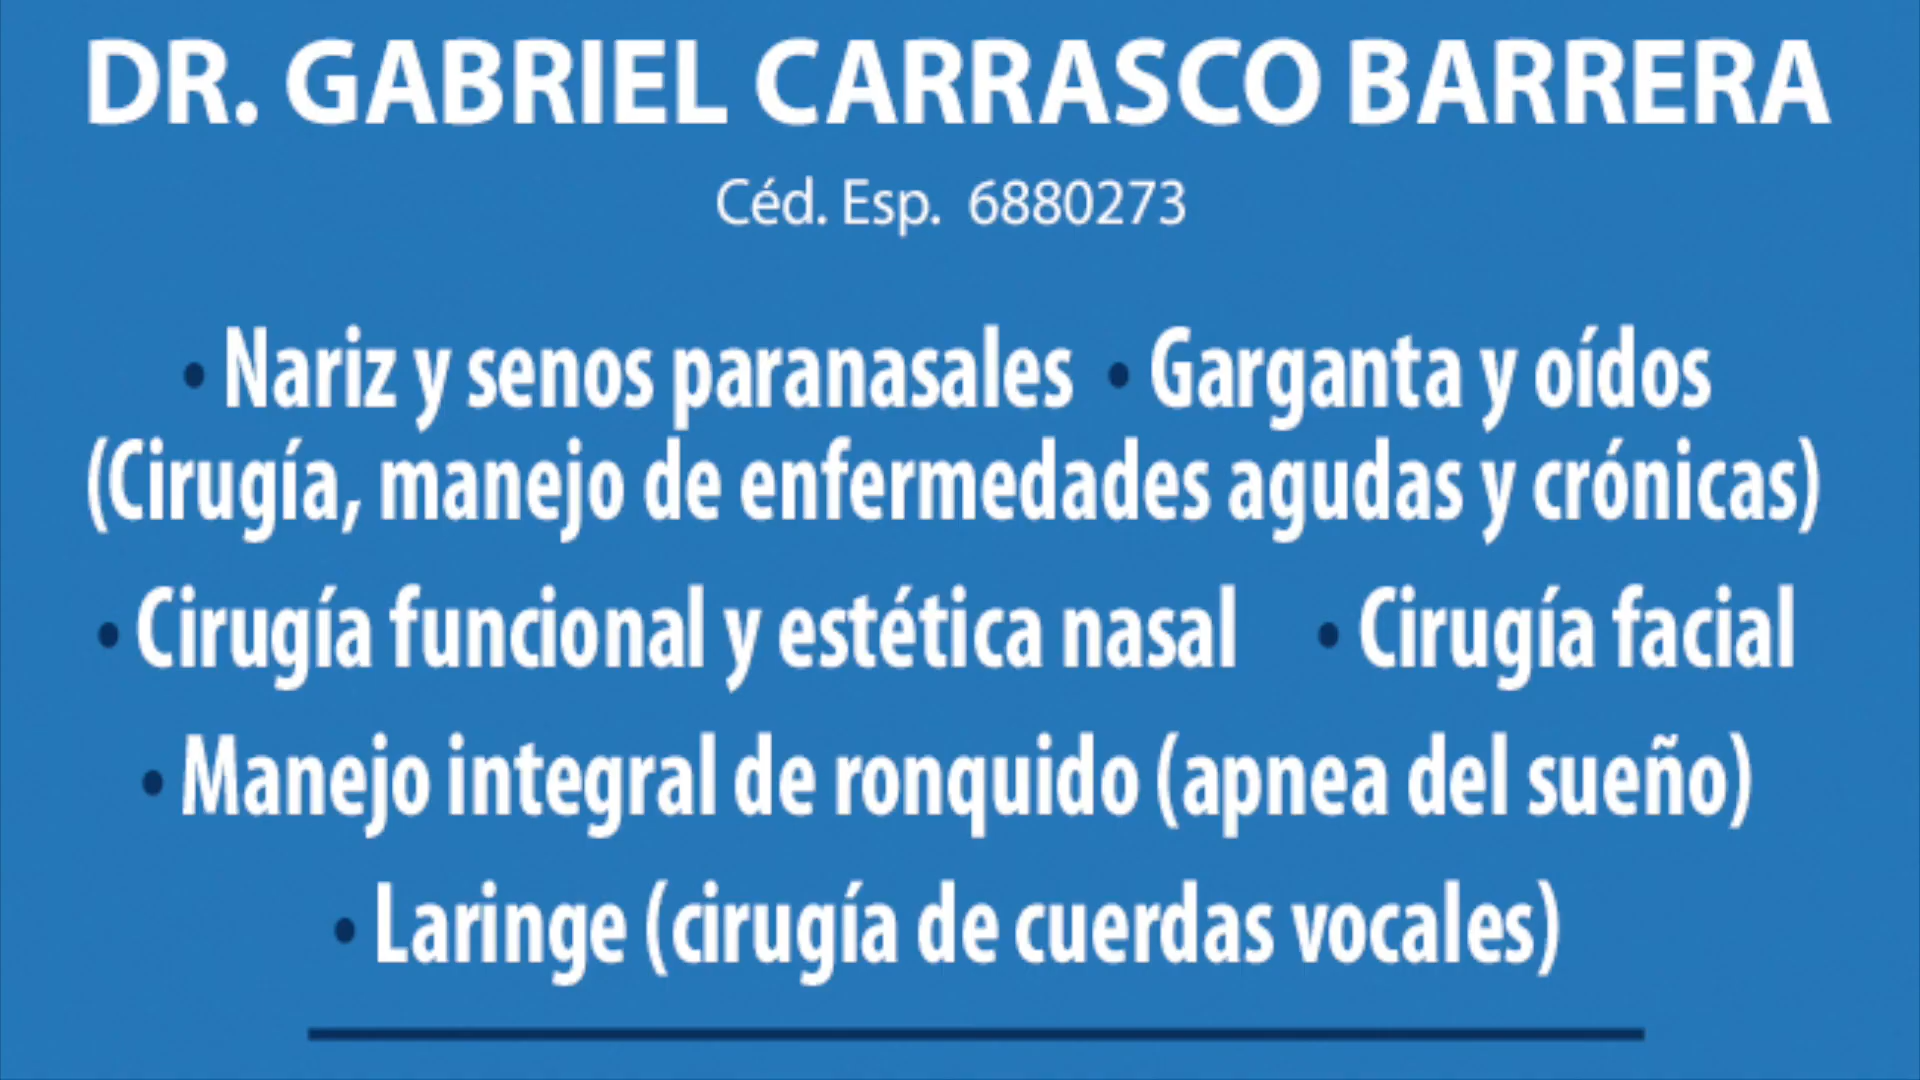 DR. GABRIEL CARRASCO BARRERA
Céd. Esp. 6880273
• Nariz y senos paranasales • Garganta y oídos
(Cirugía, manejo de enfermedades agudas y crónicas)
• Cirugía funcional y estética nasal • Cirugía facial
• Manejo integral de ronquido (apnea del sueño)
• Laringe (cirugía de cuerdas vocales)